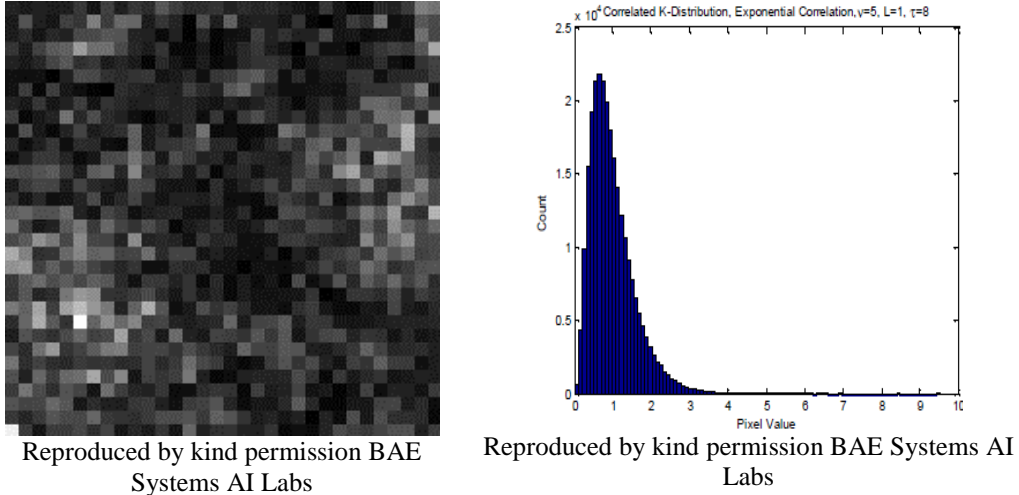 x 10⁴ Correlated K-Distribution, Exponential Correlation,ν=5, L=1, τ=8
2.5
2
1.5
1
0.5
0
Count
0 1 2 3 4 5 6 7 8 9 10
Pixel Value
Reproduced by kind permission BAE
Systems AI Labs
Reproduced by kind permission BAE Systems AI
Labs